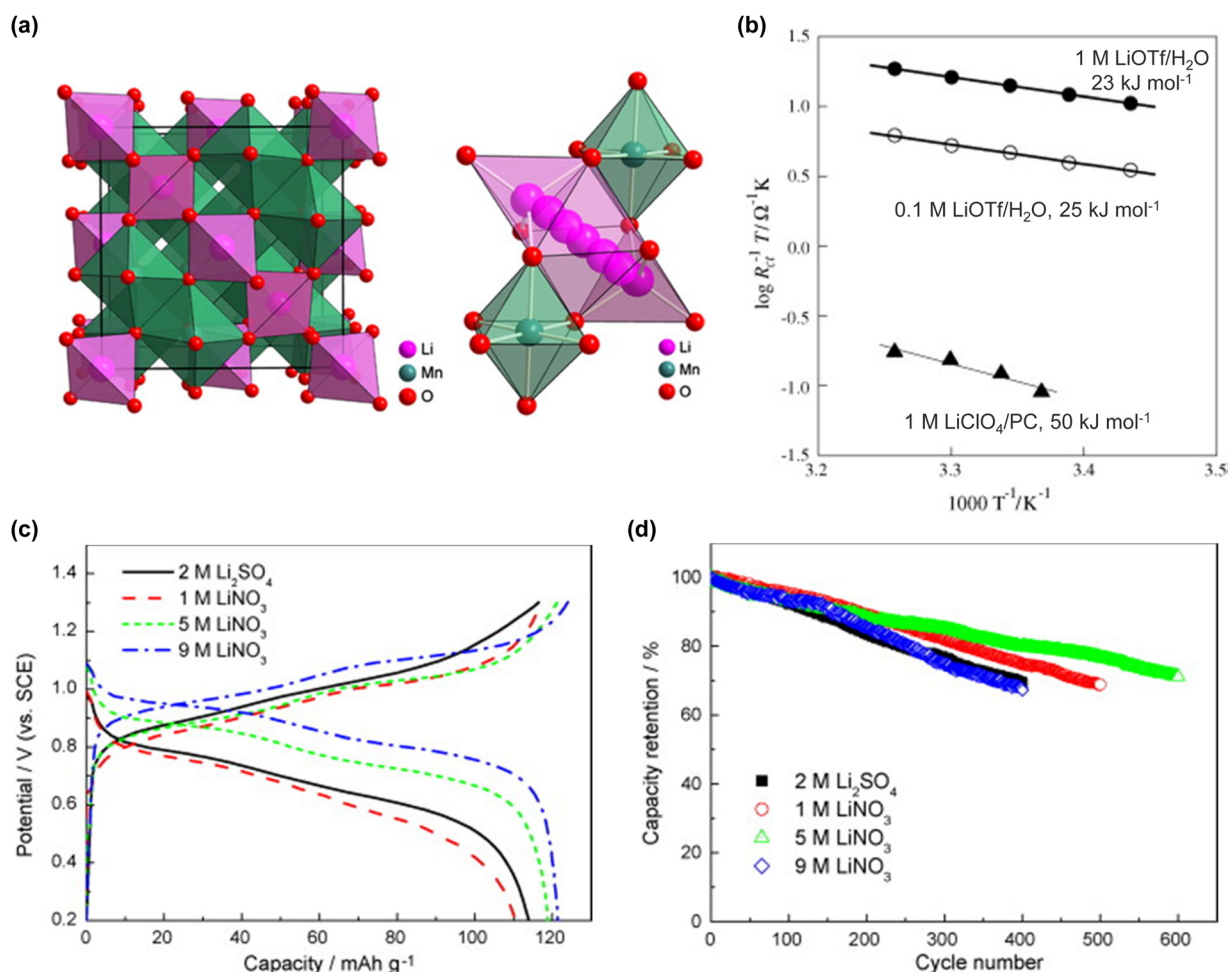 (a)
Li
Mn
O
Li
Mn
O
(b)
1.5
1.0
0.5
0.0
-0.5
-1.0
-1.5
log R_ct^-1 T/Ω^-1K
1 M LiOTf/H₂O
23 kJ mol⁻¹
0.1 M LiOTf/H₂O, 25 kJ mol⁻¹
1 M LiClO₄/PC, 50 kJ mol⁻¹
3.2 3.3 3.4 3.5
1000 T⁻¹/K⁻¹
(c)
1.4
1.2
1.0
0.8
0.6
0.4
0.2
Potential / V (vs. SCE)
2 M Li₂SO₄
1 M LiNO₃
5 M LiNO₃
9 M LiNO₃
0 20 40 60 80 100 120
Capacity / mAh g⁻¹
(d)
100
80
60
40
20
0
Capacity retention / %
2 M Li₂SO₄
1 M LiNO₃
5 M LiNO₃
9 M LiNO₃
0 100 200 300 400 500 600
Cycle number